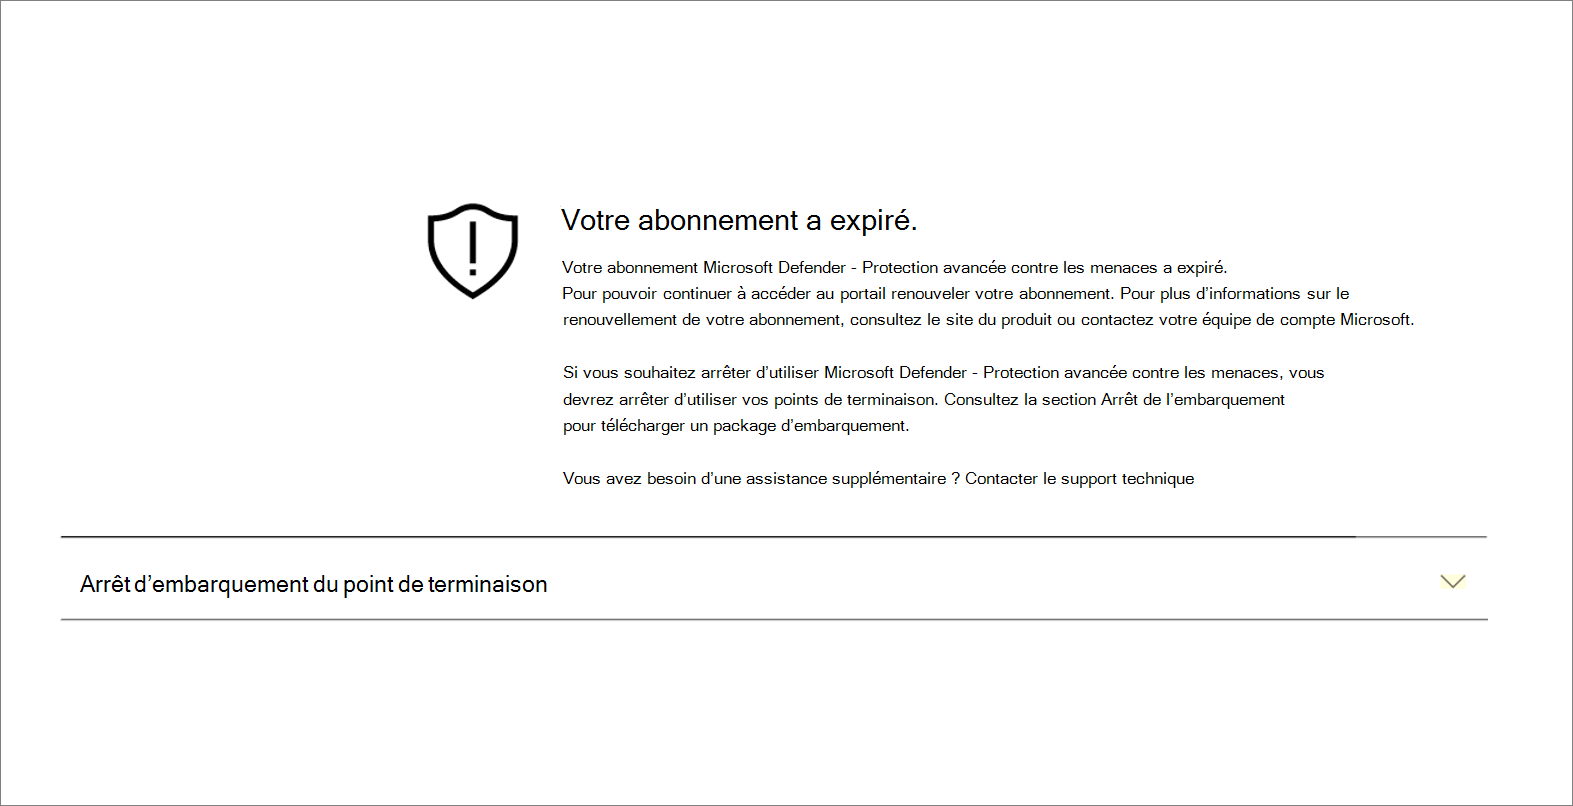 Votre abonnement a expiré.
Votre abonnement Microsoft Defender - Protection avancée contre les menaces a expiré.
Pour pouvoir continuer à accéder au portail renouveler votre abonnement. Pour plus d’informations sur le
renouvellement de votre abonnement, consultez le site du produit ou contactez votre équipe de compte Microsoft.
Si vous souhaitez arrêter d’utiliser Microsoft Defender - Protection avancée contre les menaces, vous
devrez arrêter d’utiliser vos points de terminaison. Consultez la section Arrêt de l’embarquement
pour télécharger un package d’embarquement.
Vous avez besoin d’une assistance supplémentaire ? Contacter le support technique
Arrêt d’embarquement du point de terminaison